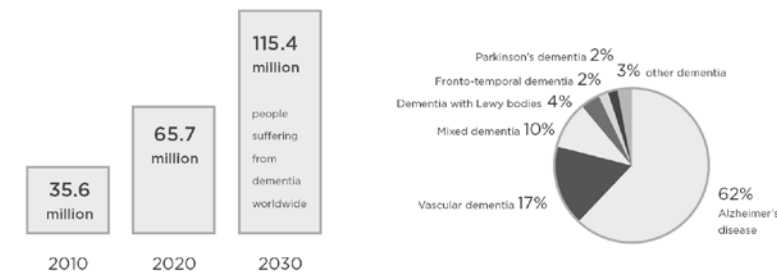 35.6
million
2010
65.7
million
2020
115.4
million
people
suffering
from
dementia
worldwide
2030
Parkinson's dementia 2%
3% other dementia
Fronto-temporal dementia 2%
Dementia with Lewy bodies 4%
Mixed dementia 10%
Vascular dementia 17%
62%
Alzheimer's
disease